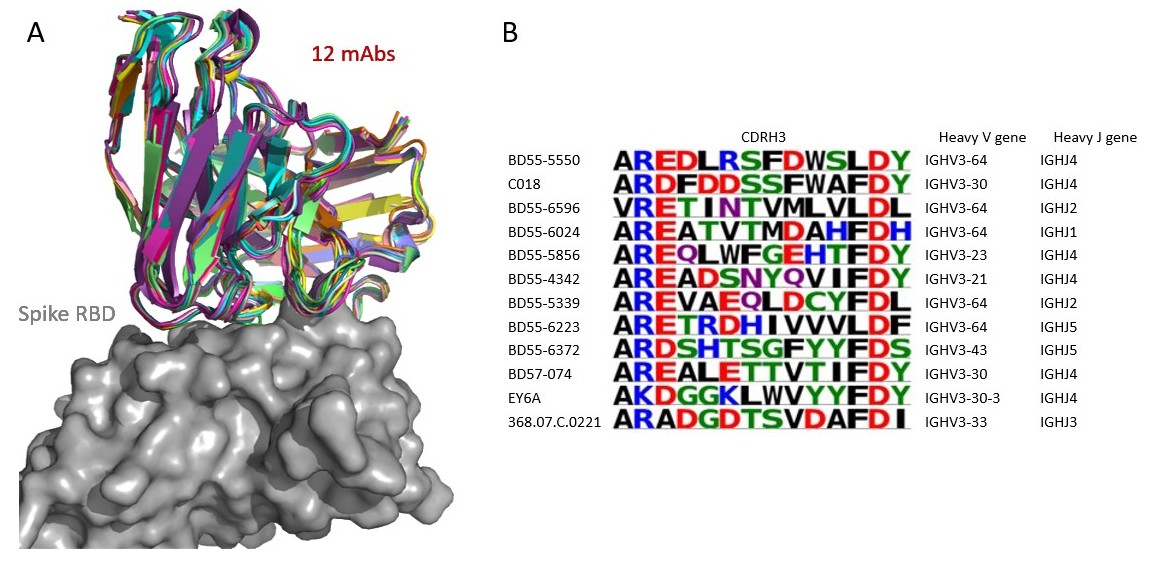 A
12 mAbs
Spike RBD
B
CDRH3 Heavy V gene Heavy J gene
BD55-5550 AREDLRSFDWSLDY IGHV3-64 IGHJ4
C018 ARDFDDSSFWAFDY IGHV3-30 IGHJ4
BD55-6596 VRETINTVMLVLDL IGHV3-64 IGHJ2
BD55-6024 AREATVTMDAHFDH IGHV3-64 IGHJ1
BD55-5856 AREQLWFGEHTFDY IGHV3-23 IGHJ4
BD55-4342 AREADSNYQVIFDY IGHV3-21 IGHJ4
BD55-5339 AREVAEQLDCYFDL IGHV3-64 IGHJ2
BD55-6223 ARETRDHIVVVLDF IGHV3-64 IGHJ5
BD55-6372 ARDSHTSGFYYFDS IGHV3-43 IGHJ5
BD57-074 AREALETTVTIFDY IGHV3-30 IGHJ4
EY6A AKDGGKLWVYYFDY IGHV3-30-3 IGHJ4
368.07.C.0221 ARADGDTSVDAFDI IGHV3-33 IGHJ3